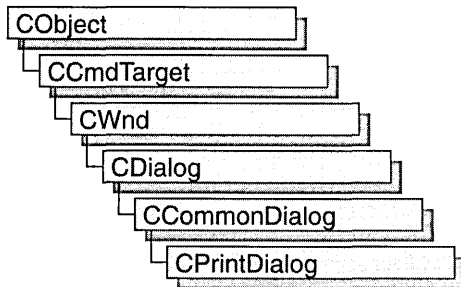 CObject
CCmdTarget
CWnd
CDialog
CCommonDialog
CPrintDialog